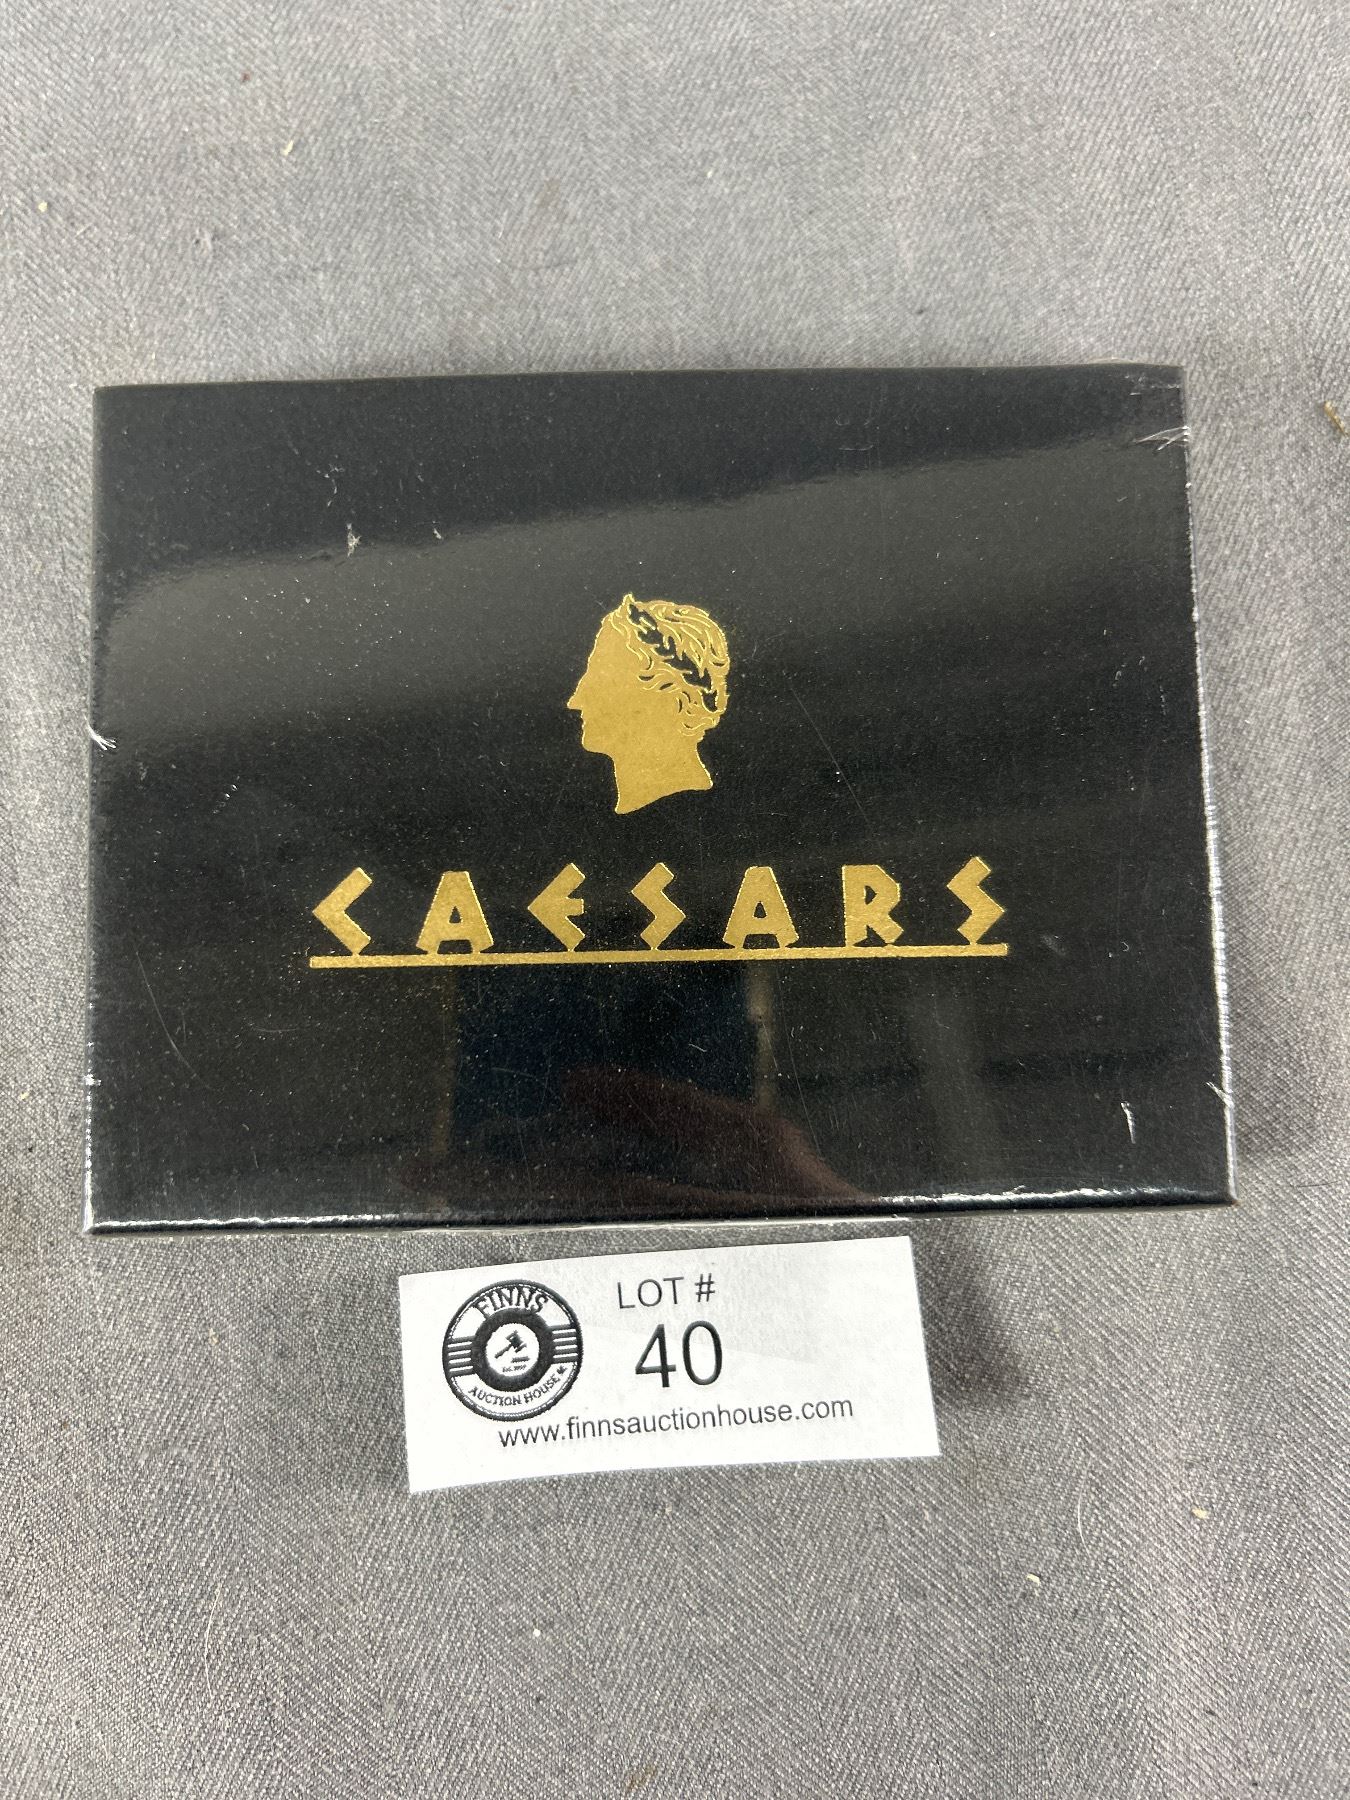 CAESARS
FINNS
AUCTION HOUSE
LOT #
40
www.finnsauctionhouse.com